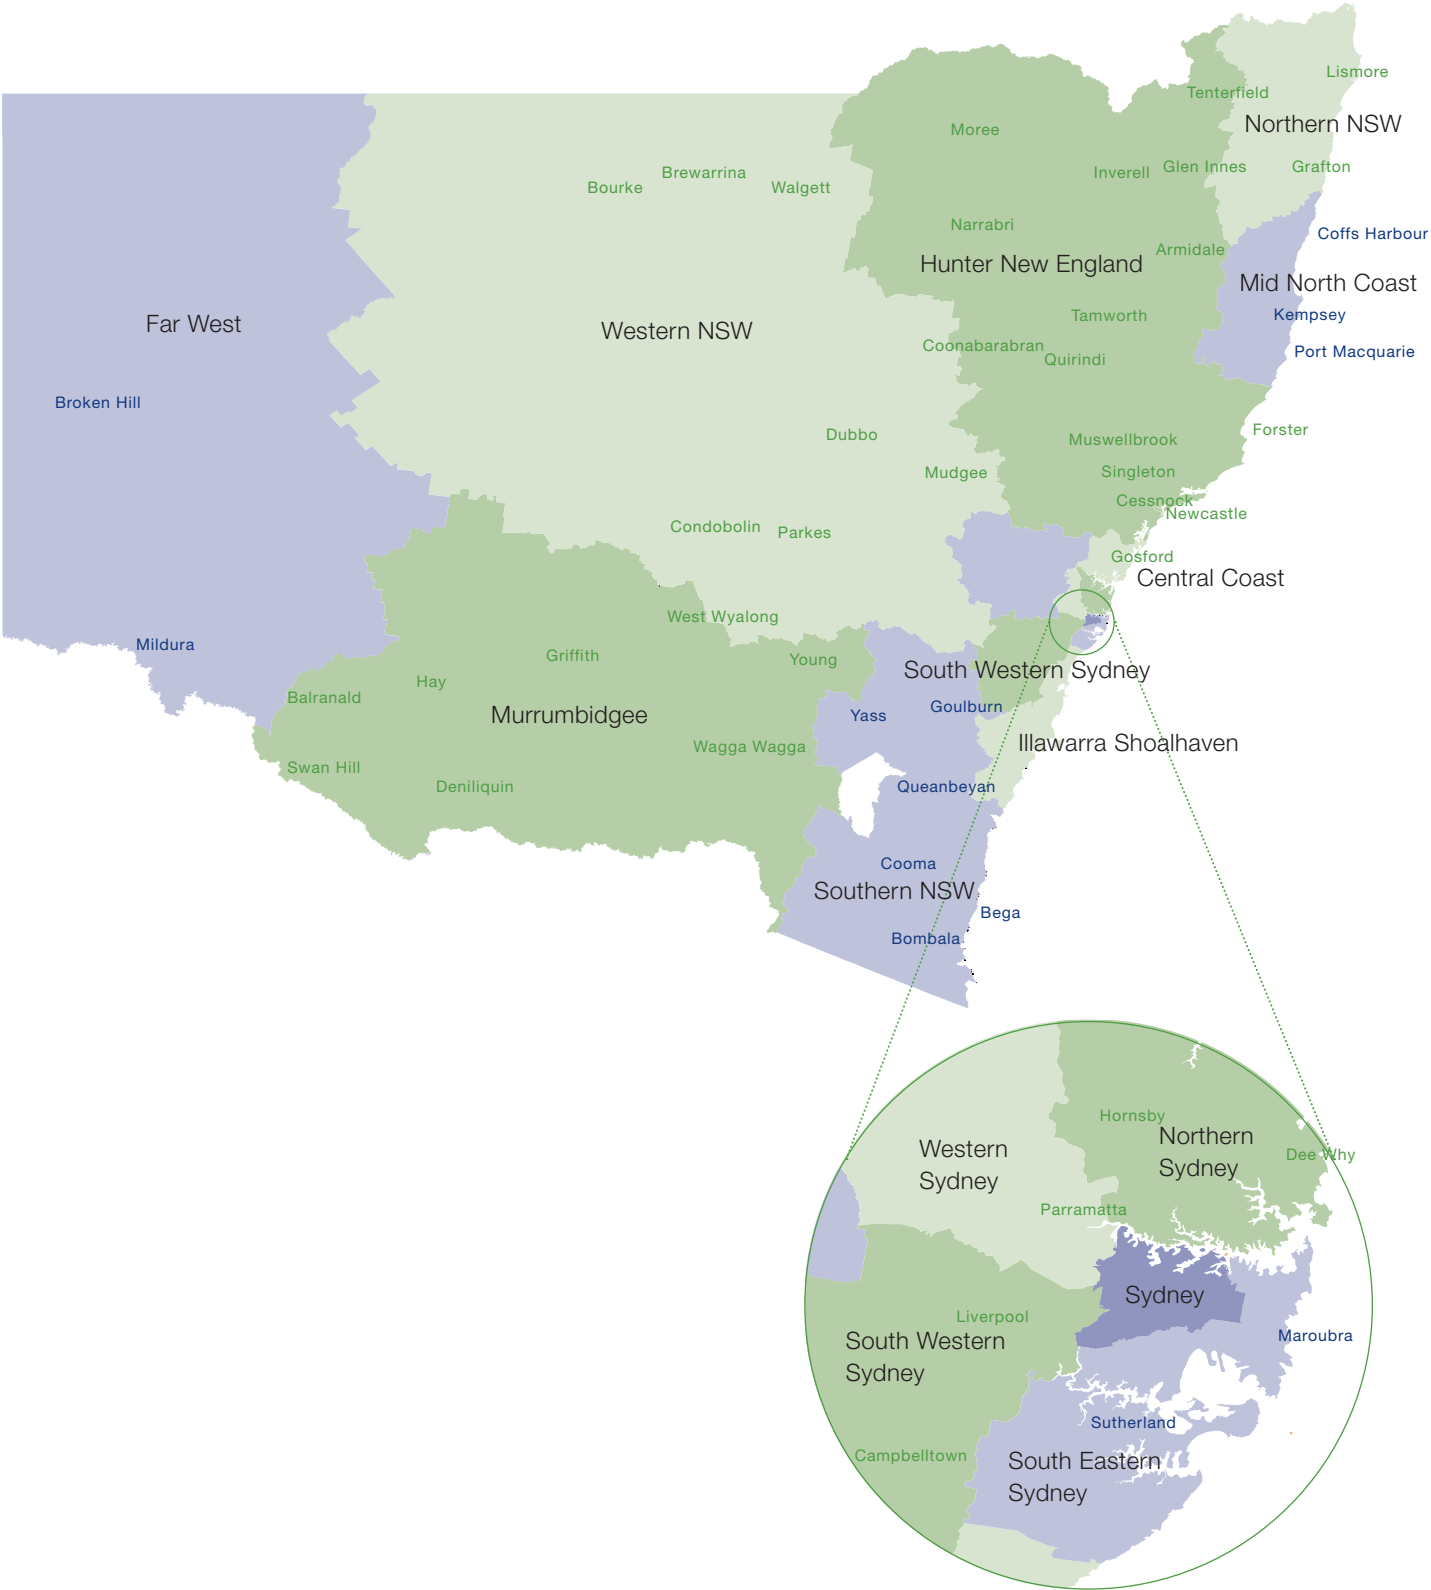 Lismore
Tenterfield
Northern NSW
Moree
Glen Innes
Grafton
Inverell
Brewarrina
Bourke
Walgett
Narrabri
Coffs Harbour
Armidale
Hunter New England
Mid North Coast
Kempsey
Tamworth
Far West
Western NSW
Coonabarabran
Port Macquarie
Quirindi
Broken Hill
Forster
Dubbo
Muswellbrook
Singleton
Mudgee
Cessnock
Newcastle
Condobolin
Parkes
Gosford
Central Coast
West Wyalong
Mildura
Griffith
Young
South Western Sydney
Hay
Balranald
Goulburn
Murrumbidgee
Yass
Illawarra Shoalhaven
Wagga Wagga
Swan Hill
Deniliquin
Queanbeyan
Cooma
Southern NSW
Bega
Bombala
Hornsby
Northern
Sydney
Dee Why
Western
Sydney
Parramatta
Sydney
Liverpool
South Western
Sydney
Maroubra
Sutherland
Campbelltown
South Eastern
Sydney